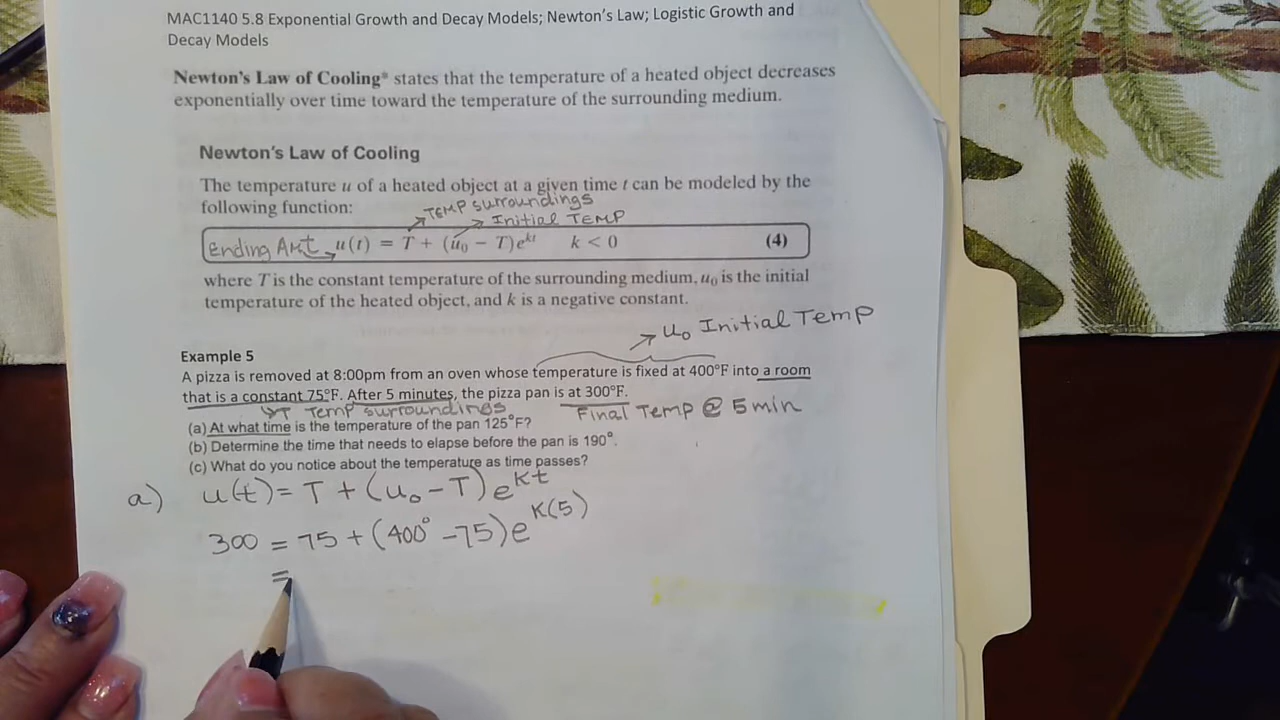 MAC1140 5.8 Exponential Growth and Decay Models; Newton's Law; Logistic Growth and
Decay Models
Newton's Law of Cooling* states that the temperature of a heated object decreases
exponentially over time toward the temperature of the surrounding medium.
Newton's Law of Cooling
The temperature u of a heated object at a given time t can be modeled by the
following function:
TEMP surroundings
Initial TEMP
Ending AMt u(t) = T + (u₀ − T)eᵏᵗ k < 0 (4)
where T is the constant temperature of the surrounding medium, u₀ is the initial
temperature of the heated object, and k is a negative constant.
u₀ Initial Temp
Example 5
A pizza is removed at 8:00pm from an oven whose temperature is fixed at 400°F into a room
that is a constant 75°F. After 5 minutes, the pizza pan is at 300°F.
T Temp surroundings Final Temp @ 5 min
(a) At what time is the temperature of the pan 125°F?
(b) Determine the time that needs to elapse before the pan is 190°.
(c) What do you notice about the temperature as time passes?
a) u(t) = T + (u₀ − T) e^kt
300 = 75 + (400° − 75) e^k(5)
=